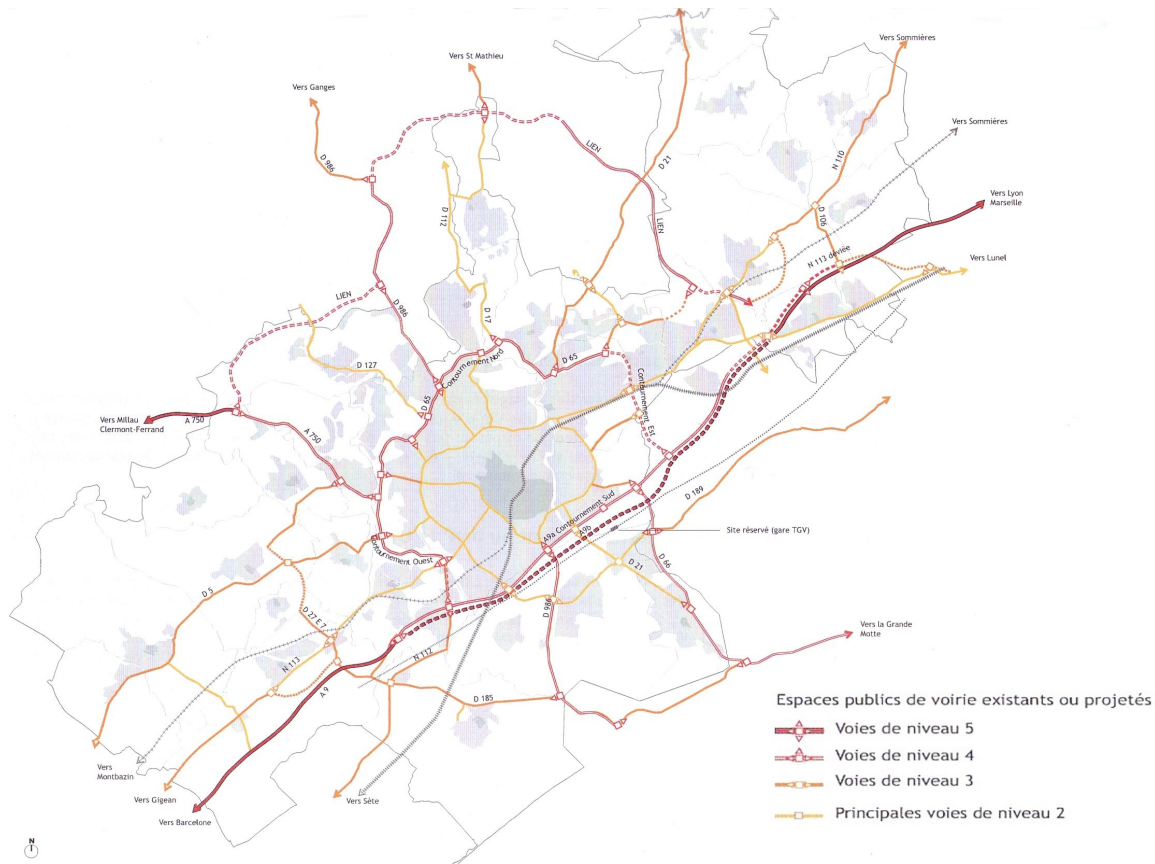 Vers Sommières
Vers St Mathieu
Vers Ganges
Vers Sommières
LIEN
D 21
N 110
D 986
Vers Lyon
Marseille
D 112
D 106
LIEN
N 113 déviée
Vers Lunel
LIEN
D 986
D 17
Contournement Nord
D 65
D 127
Contournement Est
D 65
Vers Millau
Clermont-Ferrand
A 750
A 750
D 189
A9a Contournement Sud
A9b
Site réservé (gare TGV)
Contournement Ouest
D 66
D 21
D 5
D 986
D 27 E 7
Vers la Grande
Motte
N 113
N 112
A 9
D 185
Espaces publics de voirie existants ou projetés
Voies de niveau 5
Voies de niveau 4
Voies de niveau 3
Principales voies de niveau 2
Vers
Montbazin
Vers Gigean
Vers Sète
Vers Barcelone
N